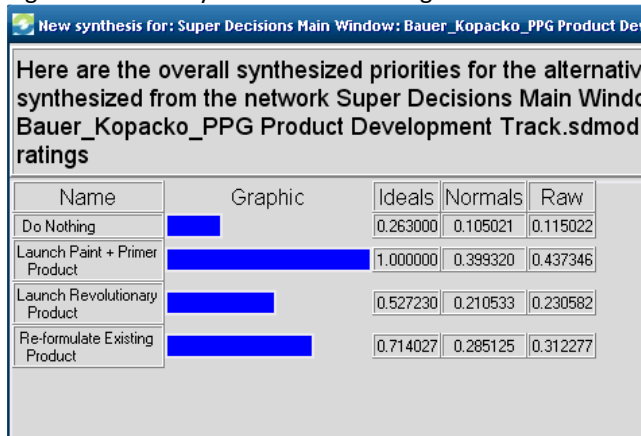 New synthesis for: Super Decisions Main Window: Bauer_Kopacko_PPG Product De
Here are the overall synthesized priorities for the alternativ
synthesized from the network Super Decisions Main Windo
Bauer_Kopacko_PPG Product Development Track.sdmod
ratings
Name Graphic Ideals Normals Raw
Do Nothing 0.263000 0.105021 0.115022
Launch Paint + Primer
Product 1.000000 0.399320 0.437346
Launch Revolutionary
Product 0.527230 0.210533 0.230582
Re-formulate Existing
Product 0.714027 0.285125 0.312277